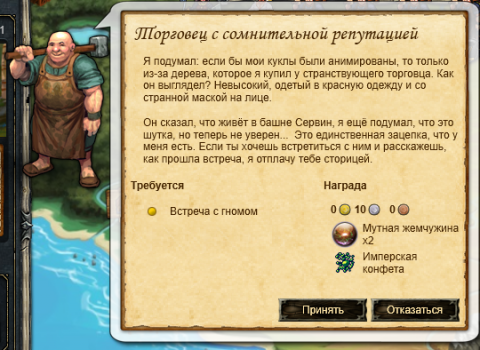 1
Торговец с сомнительной репутацией
Я подумал: если бы мои куклы были анимированы, то только
из-за дерева, которое я купил у странствующего торговца. Как
он выглядел? Невысокий, одетый в красную одежду и со
странной маской на лице.
Он сказал, что живёт в башне Сервин, я ещё подумал, что это
шутка, но теперь не уверен... Это единственная зацепка, что у
меня есть. Если ты хочешь встретиться с ним и расскажешь,
как прошла встреча, я отплачу тебе сторицей.
Требуется
Награда
Встреча с гномом
0 10 0
Мутная жемчужина
x2
Имперская
конфета
Принять
Отказаться